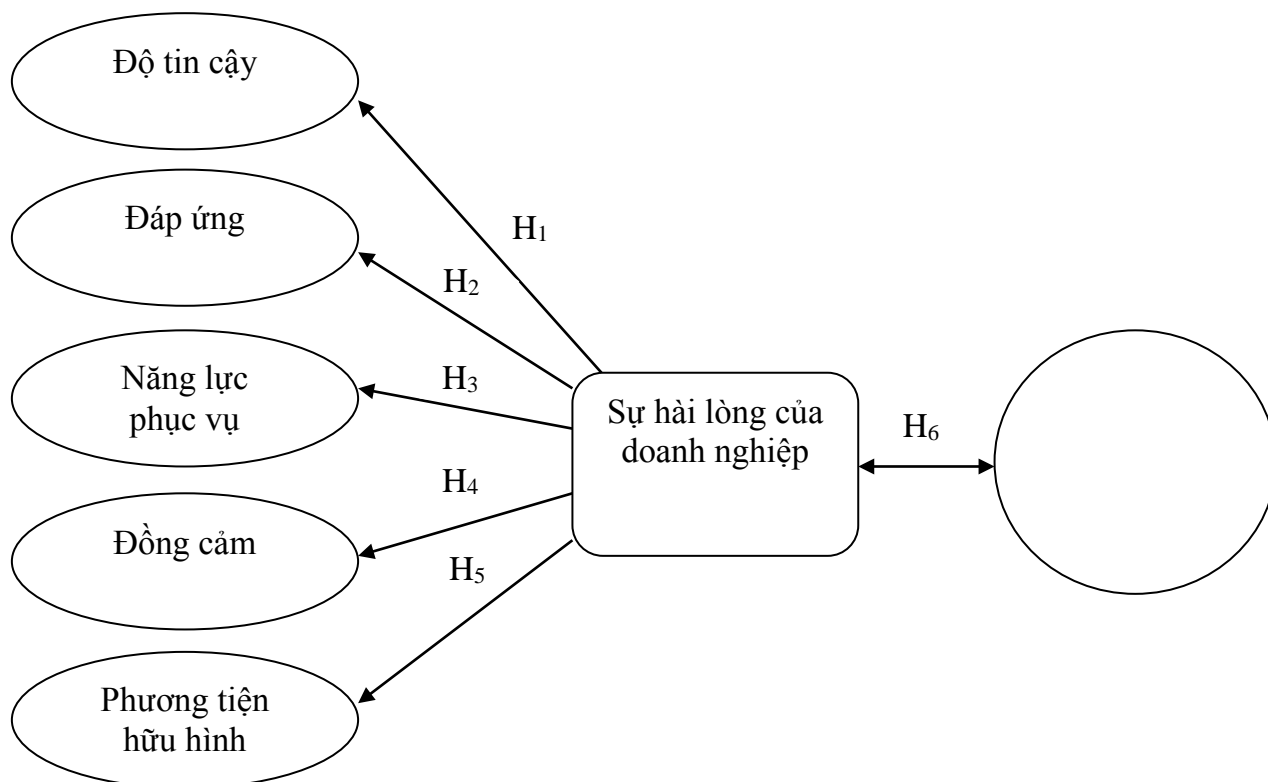 Độ tin cậy
Đáp ứng
Năng lực
phục vụ
Đồng cảm
Phương tiện
hữu hình
H₁
H₂
H₃
H₄
H₅
Sự hài lòng của
doanh nghiệp
H₆